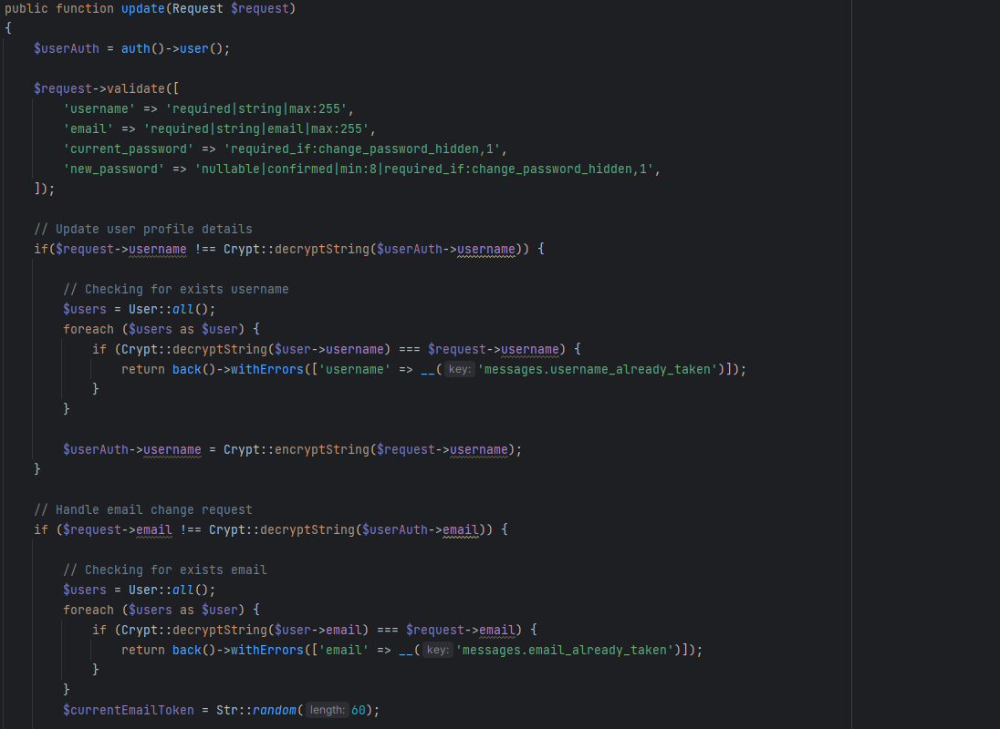 public function update(Request $request)
{
    $userAuth = auth()->user();

    $request->validate([
        'username' => 'required|string|max:255',
        'email' => 'required|string|email|max:255',
        'current_password' => 'required_if:change_password_hidden,1',
        'new_password' => 'nullable|confirmed|min:8|required_if:change_password_hidden,1',
    ]);

    // Update user profile details
    if($request->username !== Crypt::decryptString($userAuth->username)) {

        // Checking for exists username
        $users = User::all();
        foreach ($users as $user) {
            if (Crypt::decryptString($user->username) === $request->username) {
                return back()->withErrors(['username' => __( key: 'messages.username_already_taken')]);
            }
        }

        $userAuth->username = Crypt::encryptString($request->username);
    }

    // Handle email change request
    if ($request->email !== Crypt::decryptString($userAuth->email)) {

        // Checking for exists email
        $users = User::all();
        foreach ($users as $user) {
            if (Crypt::decryptString($user->email) === $request->email) {
                return back()->withErrors(['email' => __( key: 'messages.email_already_taken')]);
            }
        }
        $currentEmailToken = Str::random( length: 60);